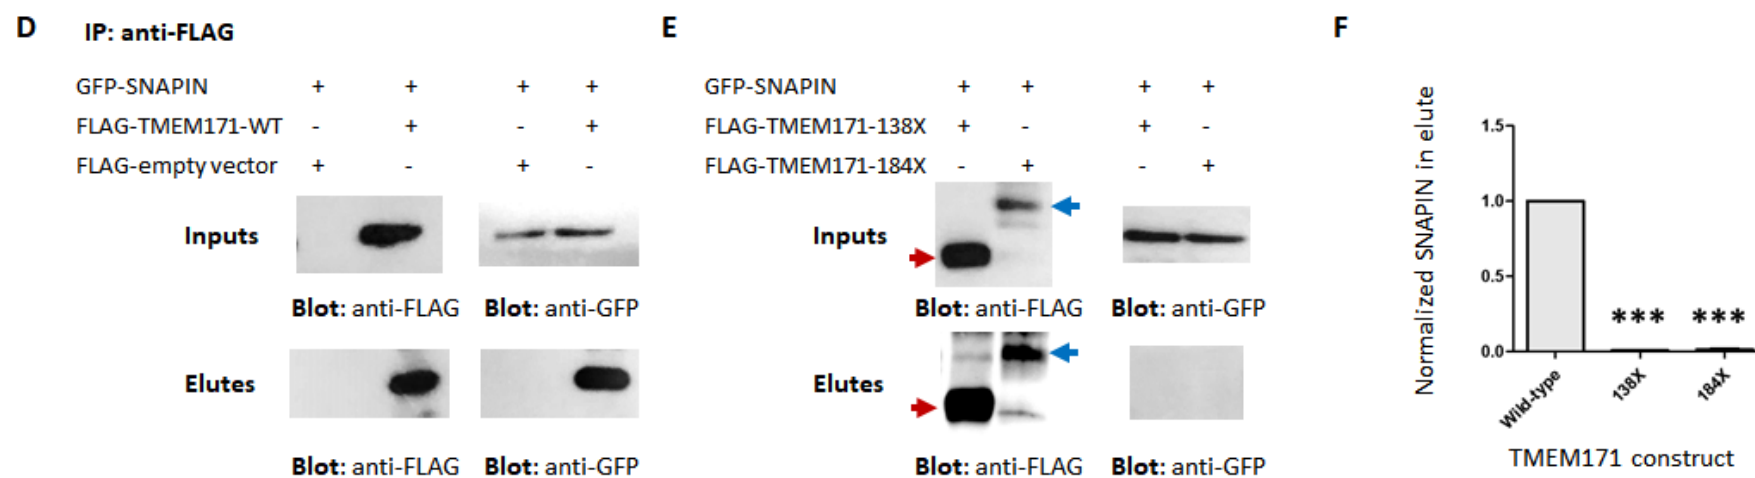 D IP: anti-FLAG
GFP-SNAPIN + + + +
FLAG-TMEM171-WT - + - +
FLAG-empty vector + - + -
Inputs
Blot: anti-FLAG Blot: anti-GFP
Elutes
Blot: anti-FLAG Blot: anti-GFP
E
GFP-SNAPIN + + + +
FLAG-TMEM171-138X + - + -
FLAG-TMEM171-184X - + - +
Inputs
Blot: anti-FLAG Blot: anti-GFP
Elutes
Blot: anti-FLAG Blot: anti-GFP
F
Normalized SNAPIN in elute
1.5
1.0
0.5
0.0
*** ***
Wild-type 138X 184X
TMEM171 construct